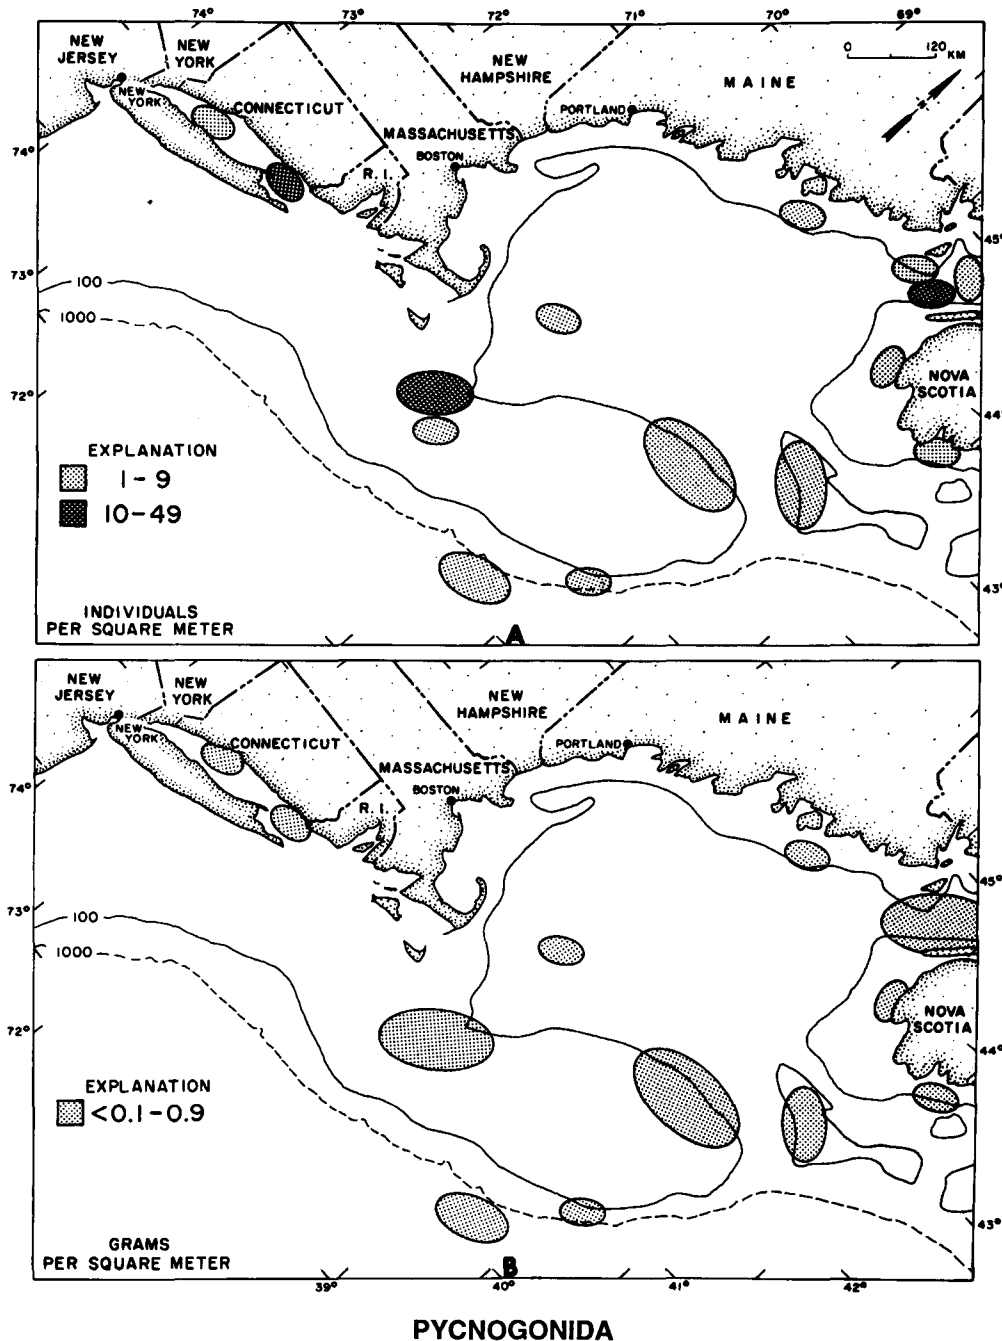 74° 73° 72° 71° 70° 69°
NEW JERSEY
NEW YORK
NEW YORK
CONNECTICUT
R. I.
MASSACHUSETTS
BOSTON
NEW HAMPSHIRE
PORTLAND
MAINE
0 120 KM
74°
73°
72°
45°
44°
43°
100
1000
NOVA SCOTIA
EXPLANATION
1–9
10–49
INDIVIDUALS
PER SQUARE METER
A
NEW JERSEY
NEW YORK
NEW YORK
CONNECTICUT
R. I.
MASSACHUSETTS
BOSTON
NEW HAMPSHIRE
PORTLAND
MAINE
74°
73°
72°
45°
44°
43°
100
1000
NOVA SCOTIA
EXPLANATION
<0.1–0.9
GRAMS
PER SQUARE METER
B
39° 40° 41° 42°
PYCNOGONIDA